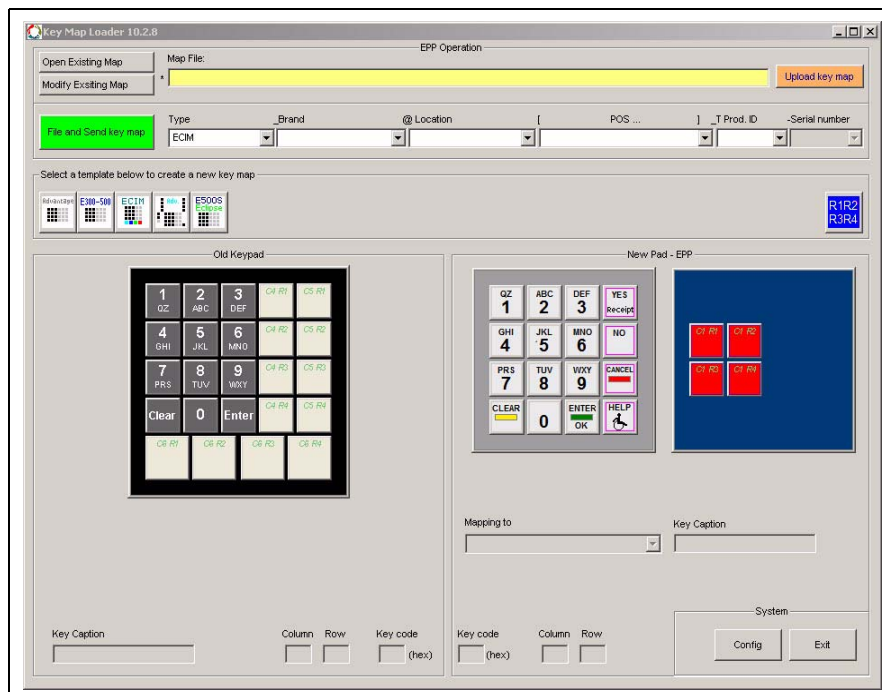 Key Map Loader 10.2.8
EPP Operation
Open Existing Map
Map File:
Modify Exsiting Map
*
Upload key map
File and Send key map
Type _Brand @ Location [ POS ... ] _T Prod. ID -Serial number
ECIM
Select a template below to create a new key map
Advantage E300-500 ECIM Adv. E500S
Eclipse
R1R2
R3R4
Old Keypad
1 2 3 C4 R1 C5 R1
QZ ABC DEF
4 5 6 C4 R2 C5 R2
GHI JKL MNO
7 8 9 C4 R3 C5 R3
PRS TUV WXY
Clear 0 Enter C4 R4 C5 R4
C6 R1 C6 R2 C6 R3 C6 R4
New Pad - EPP
QZ ABC DEF YES
1 2 3 Receipt
GHI JKL MNO NO
4 5 6
PRS TUV WXY CANCEL
7 8 9
CLEAR 0 ENTER HELP
OK
C1 R1 C1 R2
C1 R3 C1 R4
Mapping to
Key Caption
Key Caption
Column Row Key code
(hex)
Key code Column Row
(hex)
System
Config Exit